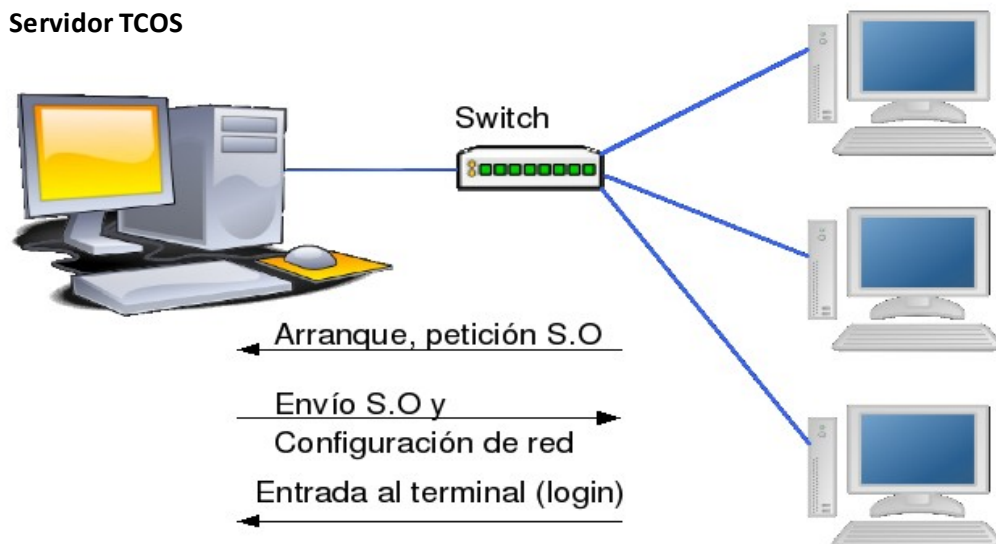 Servidor TCOS
Switch
Arranque, petición S.O
Envío S.O y
Configuración de red
Entrada al terminal (login)